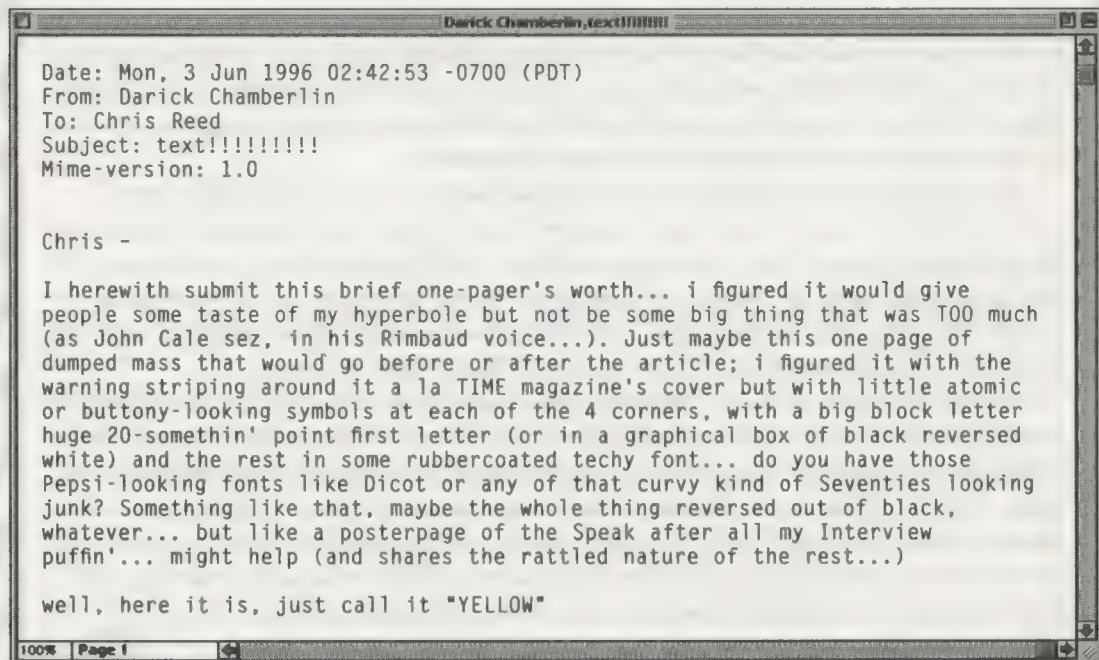 Darick Chamberlin,text!!!!!!!!!
Date: Mon, 3 Jun 1996 02:42:53 -0700 (PDT)
From: Darick Chamberlin
To: Chris Reed
Subject: text!!!!!!!!!
Mime-version: 1.0
Chris -
I herewith submit this brief one-pager's worth... i figured it would give
people some taste of my hyperbole but not be some big thing that was TOO much
(as John Cale sez, in his Rimbaud voice...). Just maybe this one page of
dumped mass that would go before or after the article; i figured it with the
warning striping around it a la TIME magazine's cover but with little atomic
or buttony-looking symbols at each of the 4 corners, with a big block letter
huge 20-somethin' point first letter (or in a graphical box of black reversed
white) and the rest in some rubbercoated techy font... do you have those
Pepsi-looking fonts like Dicot or any of that curvy kind of Seventies looking
junk? Something like that, maybe the whole thing reversed out of black,
whatever... but like a posterpage of the Speak after all my Interview
puffin'... might help (and shares the rattled nature of the rest...)
well, here it is, just call it "YELLOW"
100% Page 1